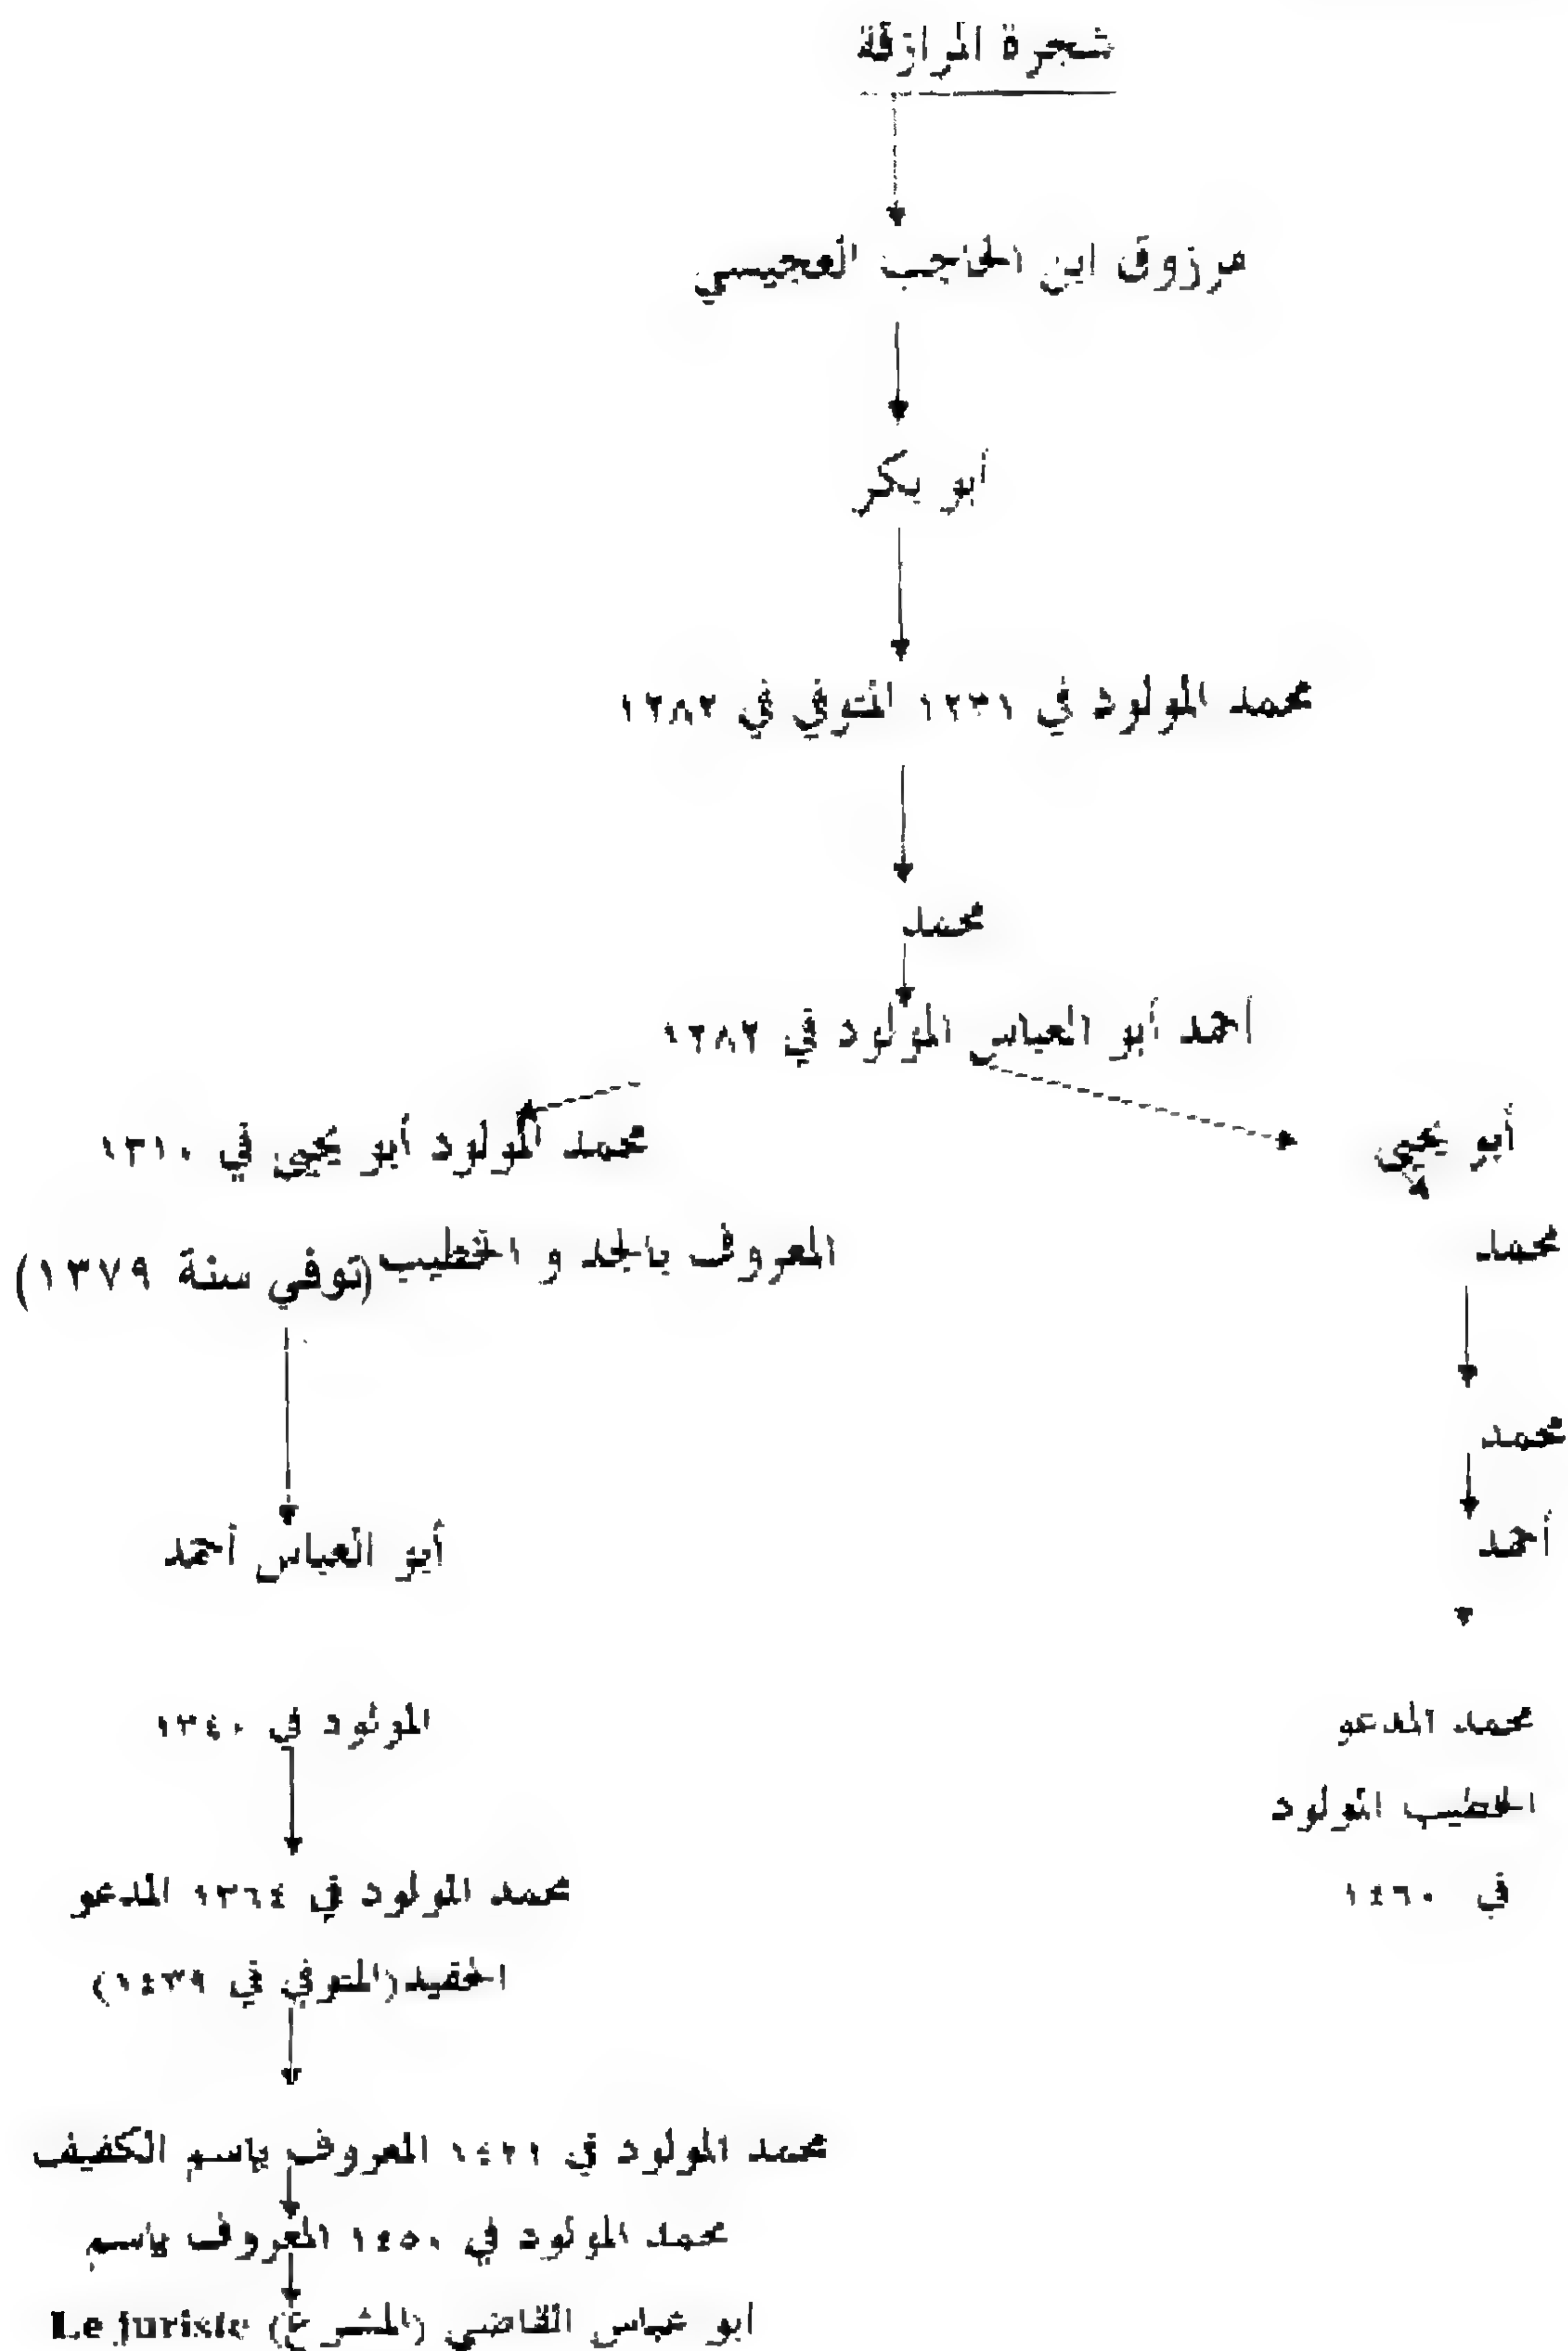 شجرة المرازقة
مرزوق ابن الحاجب العجيسي
أبو بكر
محمد المولود في ١٢٣١ المتوفي في ١٢٨٢
محمد
أحمد أبو العباس المولود في ١٢٨٢
أبو يحيى
محمد المولود أبو يحيى في ١٣١٠
محمد
المعروف بالجد و الخطيب (توفي سنة ١٣٧٩)
محمد
أحمد
أبو العباس أحمد
محمد المدعو
المولود في ١٣٤٠
الخطيب المولود
في ١٤٦٠
محمد المولود في ١٣٦٤ المدعو
الحفيد (المتوفي في ١٤٣٩)
محمد المولود في ١٤٢١ المعروف بإسم الكفيف
محمد المولود في ١٤٥٠ المعروف بإسم
ابو عباس القاضي (المشرع) Le juriste